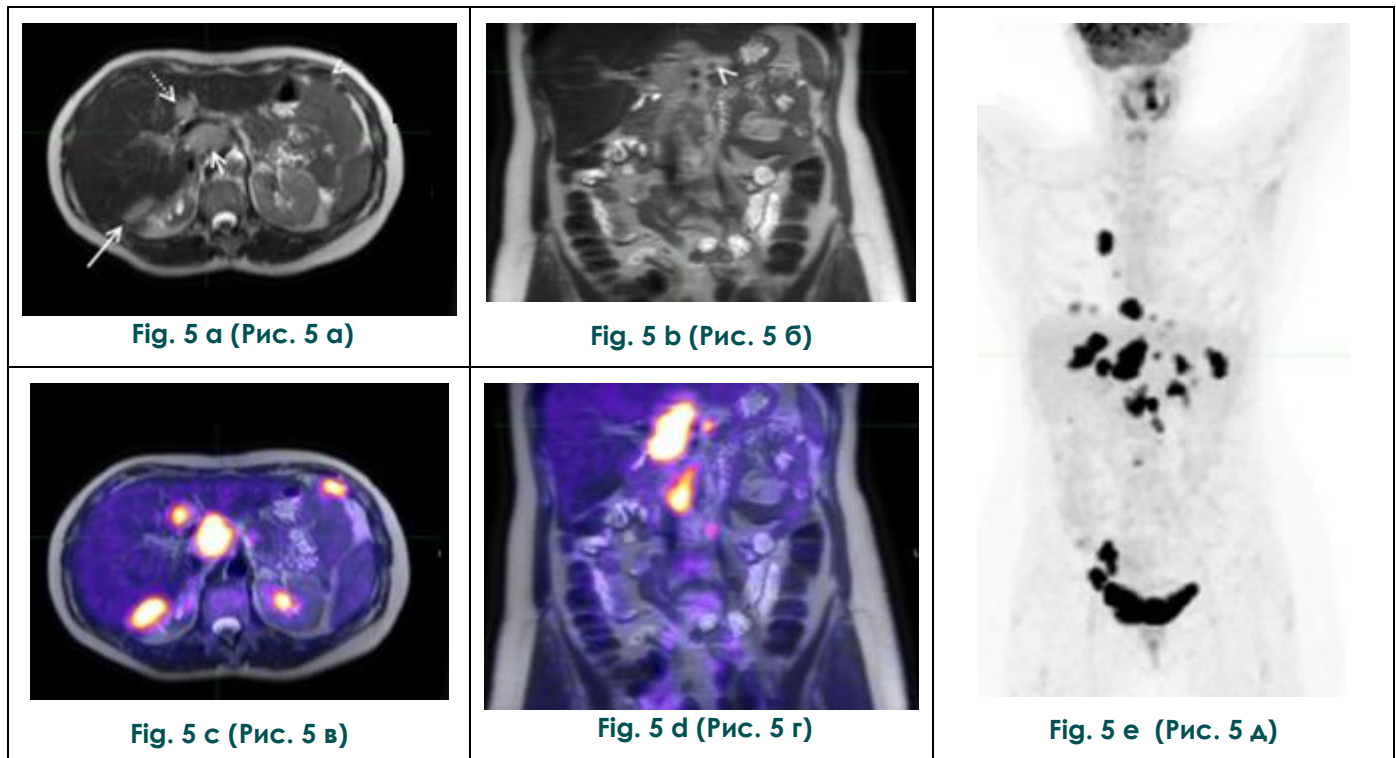 Fig. 5 a (Рис. 5 а)
Fig. 5 b (Рис. 5 б)
Fig. 5 c (Рис. 5 в)
Fig. 5 d (Рис. 5 г)
Fig. 5 e (Рис. 5 д)